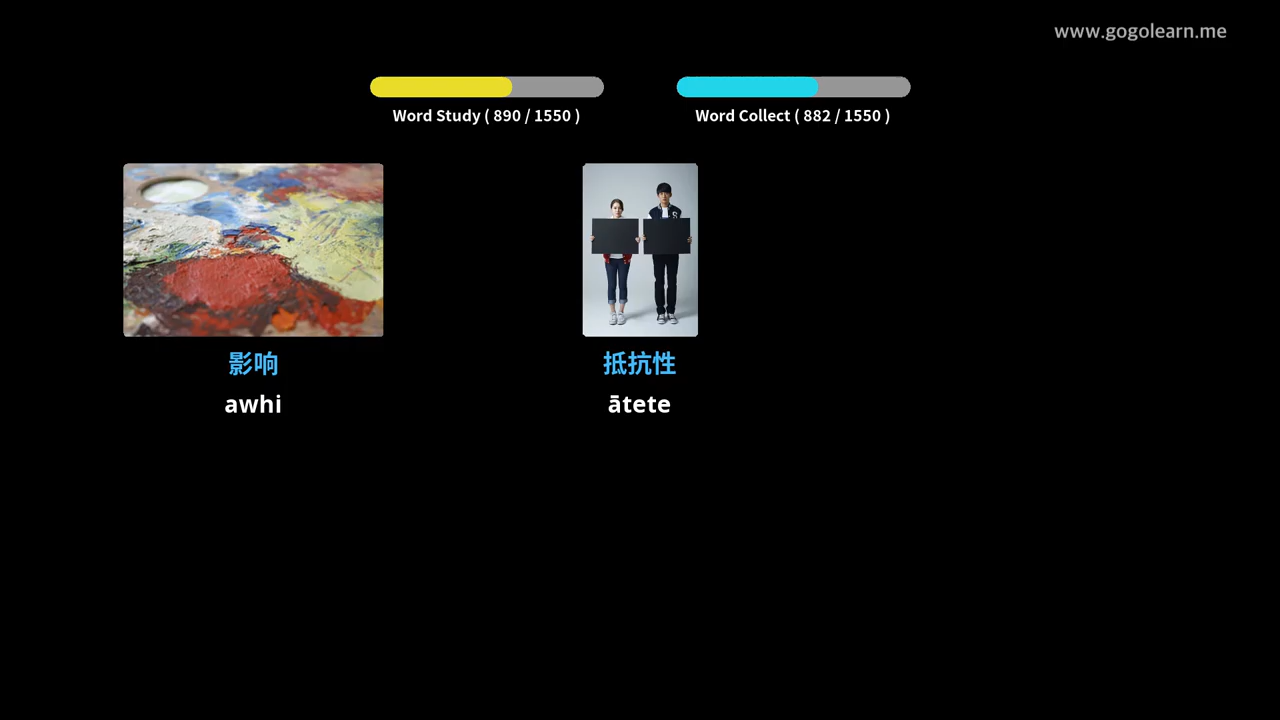 www.gogolearn.me
Word Study ( 890 / 1550 )
Word Collect ( 882 / 1550 )
影响
awhi
抵抗性
ātete